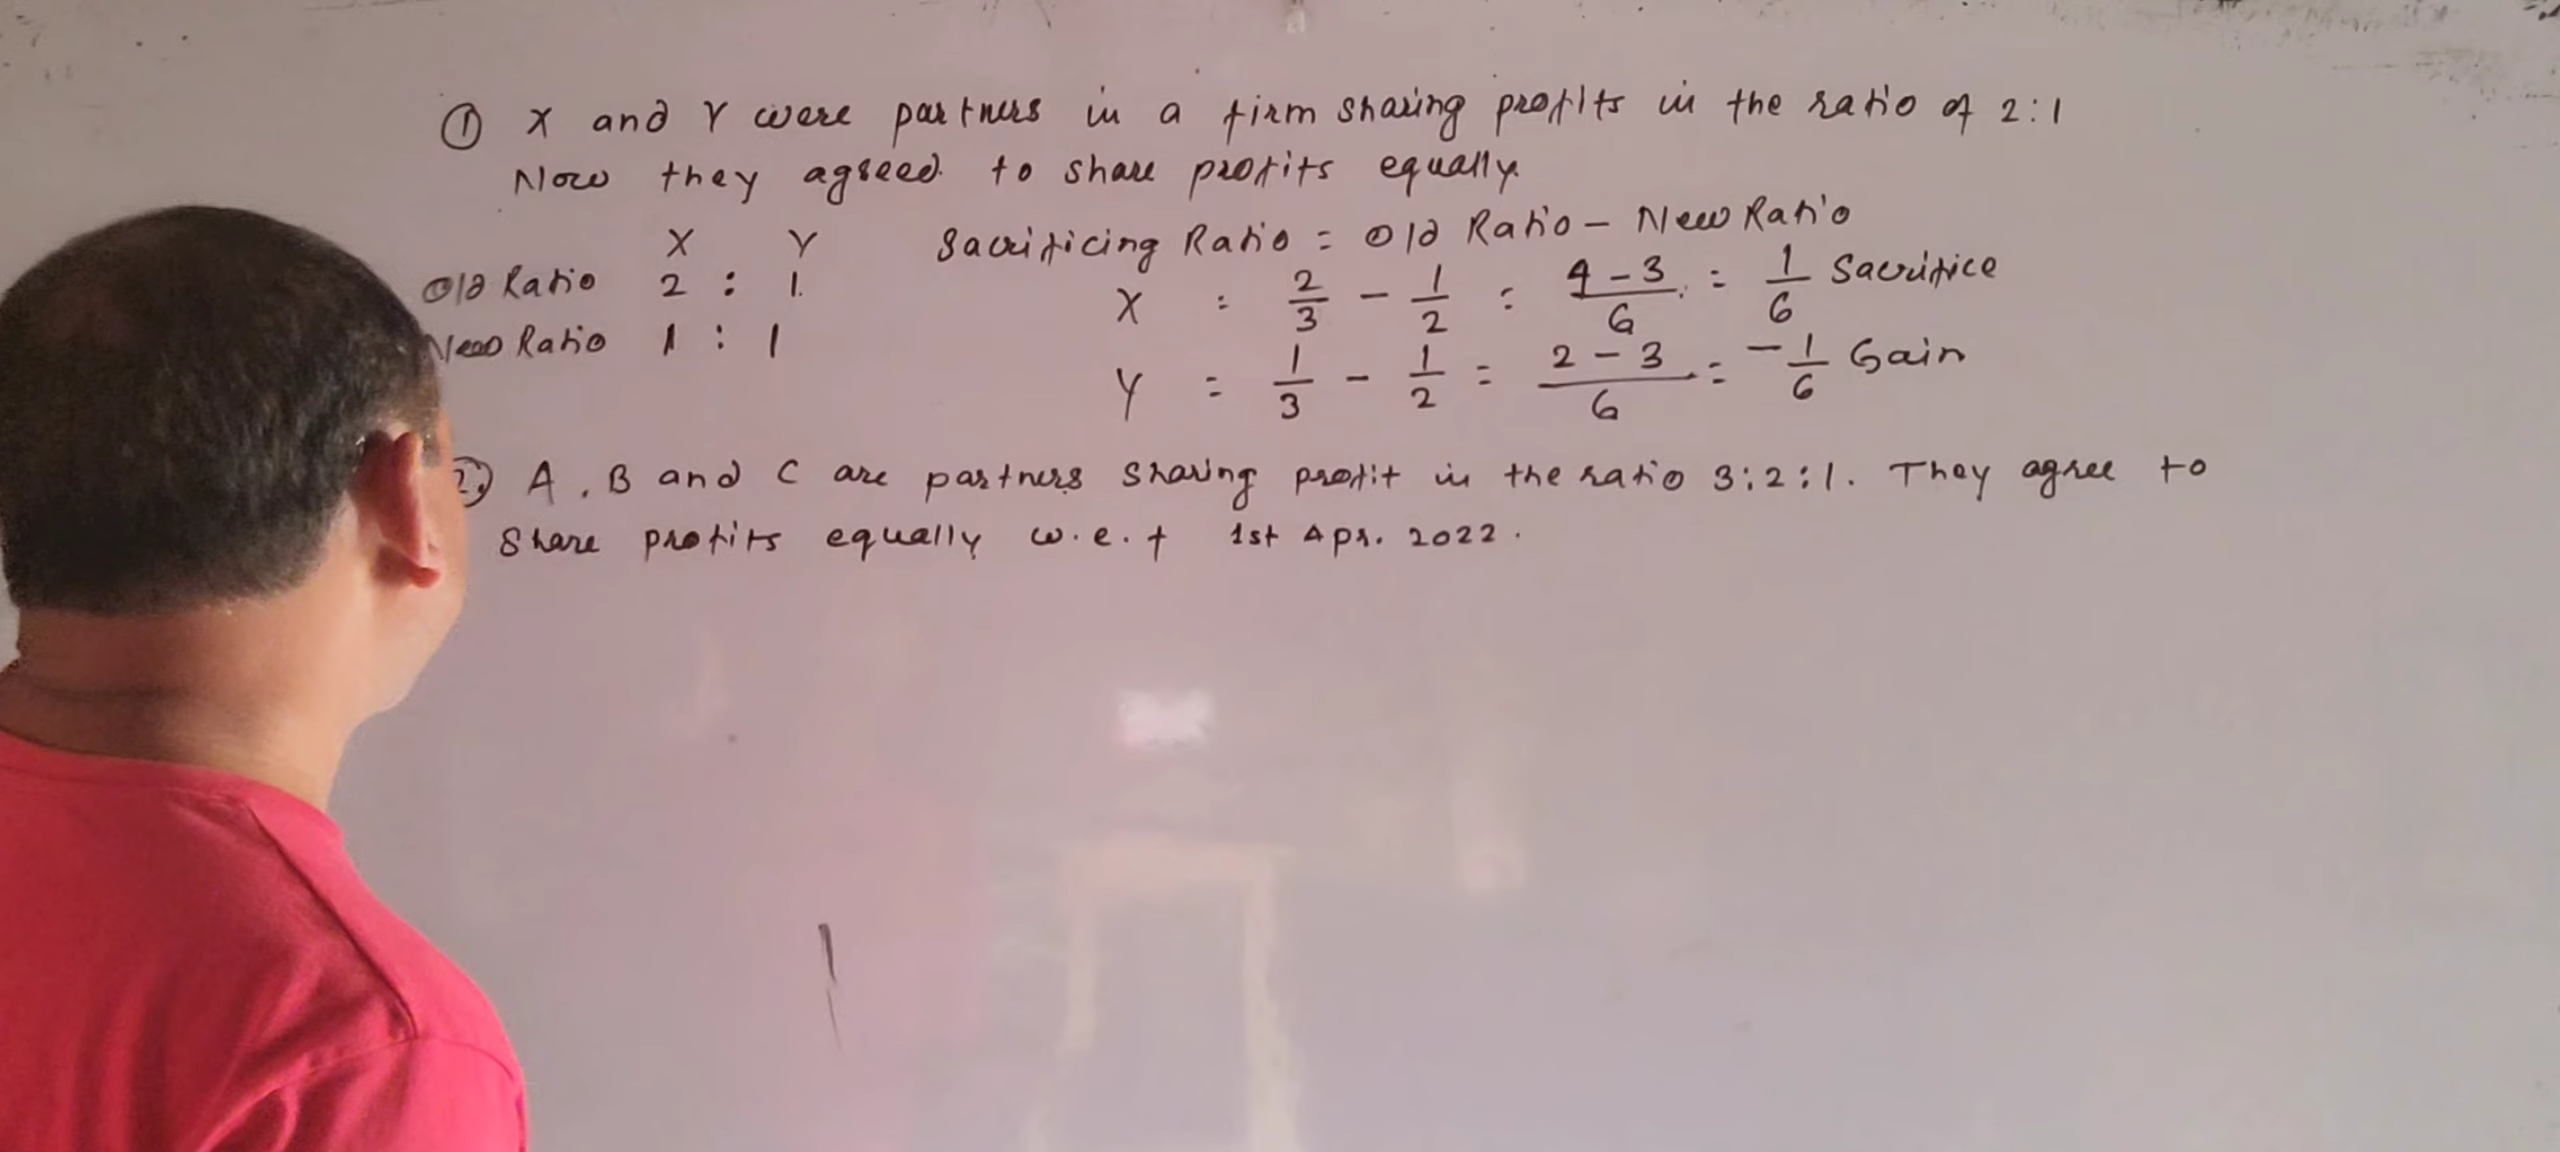 ① X and Y were partners in a firm sharing profits in the ratio of 2:1
Now they agreed to share profits equally.
X Y
Old Ratio 2 : 1
New Ratio 1 : 1
Sacrificing Ratio = Old Ratio - New Ratio
X = 2/3 - 1/2 = 4-3/6 = 1/6 Sacrifice
Y = 1/3 - 1/2 = 2-3/6 = -1/6 Gain
② A, B and C are partners sharing profit in the ratio 3:2:1. They agree to
share profits equally w.e.f 1st Apr. 2022.